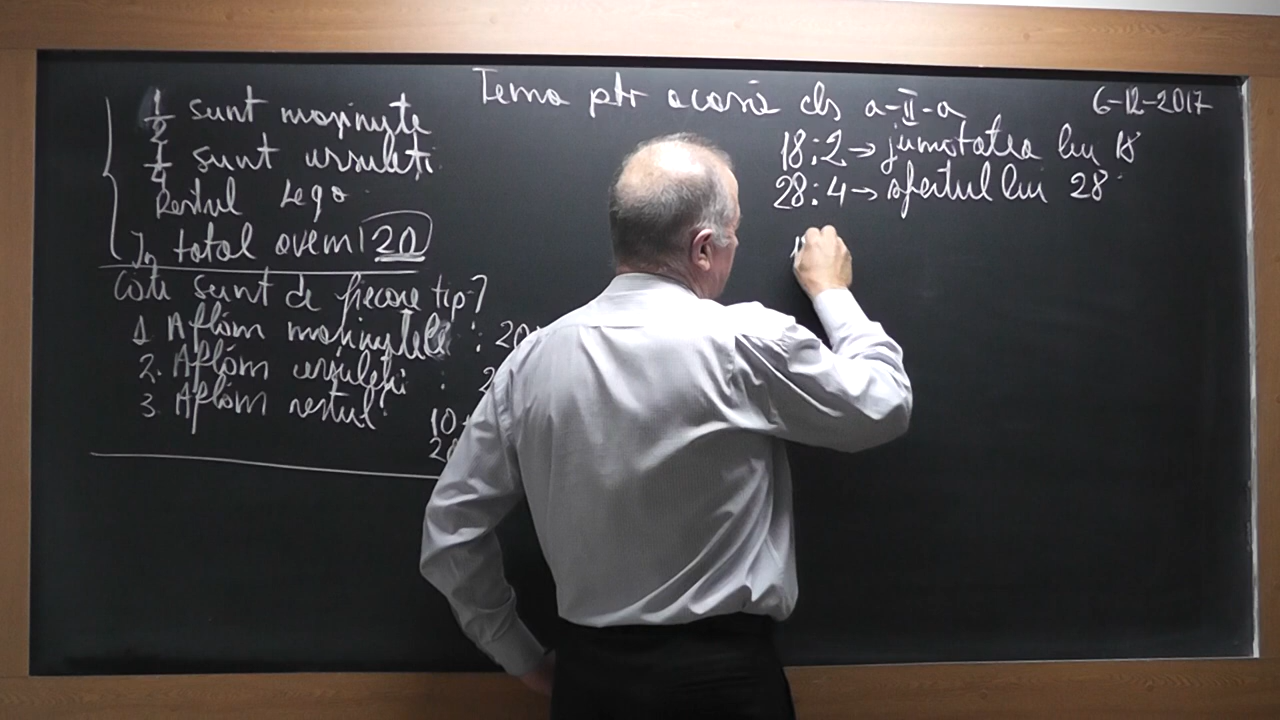 Tema ptr acasă cls a-II-a
6-12-2017
1/2 sunt mașinuțe
1/4 sunt ursuleți
Restul Lego
În total avem 20
Câte sunt de fiecare tip?
1. Aflăm mașinuțele : 20
2. Aflăm ursuleți : 2
3. Aflăm restul
10+
20
18:2→jumătatea lui 18
28:4→sfertul lui 28